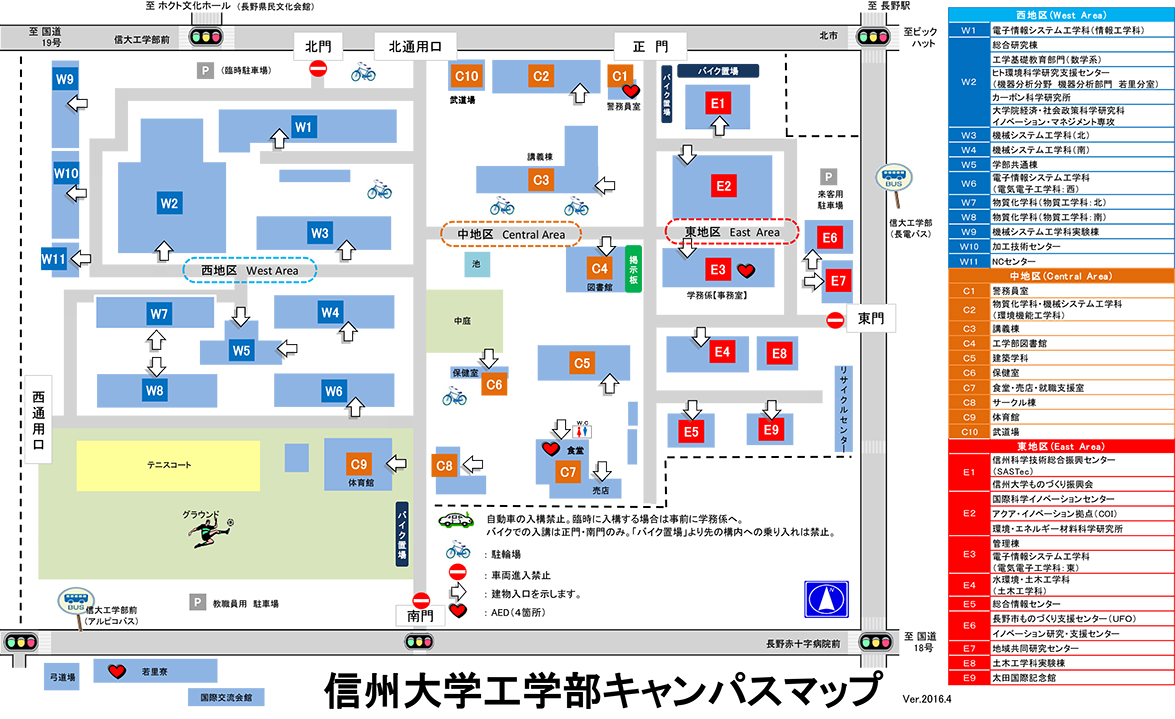 至 ホクト文化ホール（長野県民文化会館）
至 長野駅
至 国道
19号
信大工学部前
北市
至ビック
ハット
北門
北通用口
正 門
W9
P
（臨時駐車場）
C10
武道場
C2
C1
警務員室
バイク置場
バイク置場
E1
W1
講義棟
C3
W10
W2
E2
P
来客用
駐車場
BUS
信大工学部
（長電バス）
W3
中地区 Central Area
東地区 East Area
E6
W11
西地区 West Area
池
C4
図書館
掲示板
E3
学務係【事務室】
E7
W7
W4
中庭
東門
W5
E4
E8
W8
W6
保健室
C6
C5
リサイクルセンター
西通用口
W.C
E5
E9
テニスコート
C9
体育館
C8
食堂
C7
売店
グラウンド
バイク置場
自動車の入構禁止。臨時に入構する場合は事前に学務係へ。
バイクでの入講は正門・南門のみ。「バイク置場」より先の構内への乗り入れは禁止。
：駐輪場
：車両進入禁止
：建物入口を示します。
：AED（4箇所）
N
BUS
信大工学部前
（アルピコバス）
P
教職員用 駐車場
南門
長野赤十字病院前
至 国道
18号
弓道場
若里寮
国際交流会館
信州大学工学部キャンパスマップ
Ver.2016.4
西地区(West Area)
W1 電子情報システム工学科(情報工学科)
W2 総合研究棟
工学基礎教育部門(数学系)
ヒト環境科学研究支援センター
(機器分析分野 機器分析部門 若里分室)
カーボン科学研究所
大学院経済・社会政策科学研究科
イノベーション・マネジメント専攻
W3 機械システム工学科(北)
W4 機械システム工学科(南)
W5 学部共通棟
W6 電子情報システム工学科
(電気電子工学科:西)
W7 物質化学科(物質工学科:北)
W8 物質化学科(物質工学科:南)
W9 機械システム工学科実験棟
W10 加工技術センター
W11 NCセンター
中地区(Central Area)
C1 警務員室
C2 物質化学科・機械システム工学科
(環境機能工学科)
C3 講義棟
C4 工学部図書館
C5 建築学科
C6 保健室
C7 食堂・売店・就職支援室
C8 サークル棟
C9 体育館
C10 武道場
東地区(East Area)
E1 信州科学技術総合振興センター
(SASTec)
信州大学ものづくり振興会
E2 国際科学イノベーションセンター
アクア・イノベーション拠点(COI)
環境・エネルギー材料科学研究所
E3 管理棟
電子情報システム工学科
(電気電子工学科:東)
E4 水環境・土木工学科
(土木工学科)
E5 総合情報センター
E6 長野市ものづくり支援センター(UFO)
イノベーション研究・支援センター
E7 地域共同研究センター
E8 土木工学科実験棟
E9 太田国際記念館